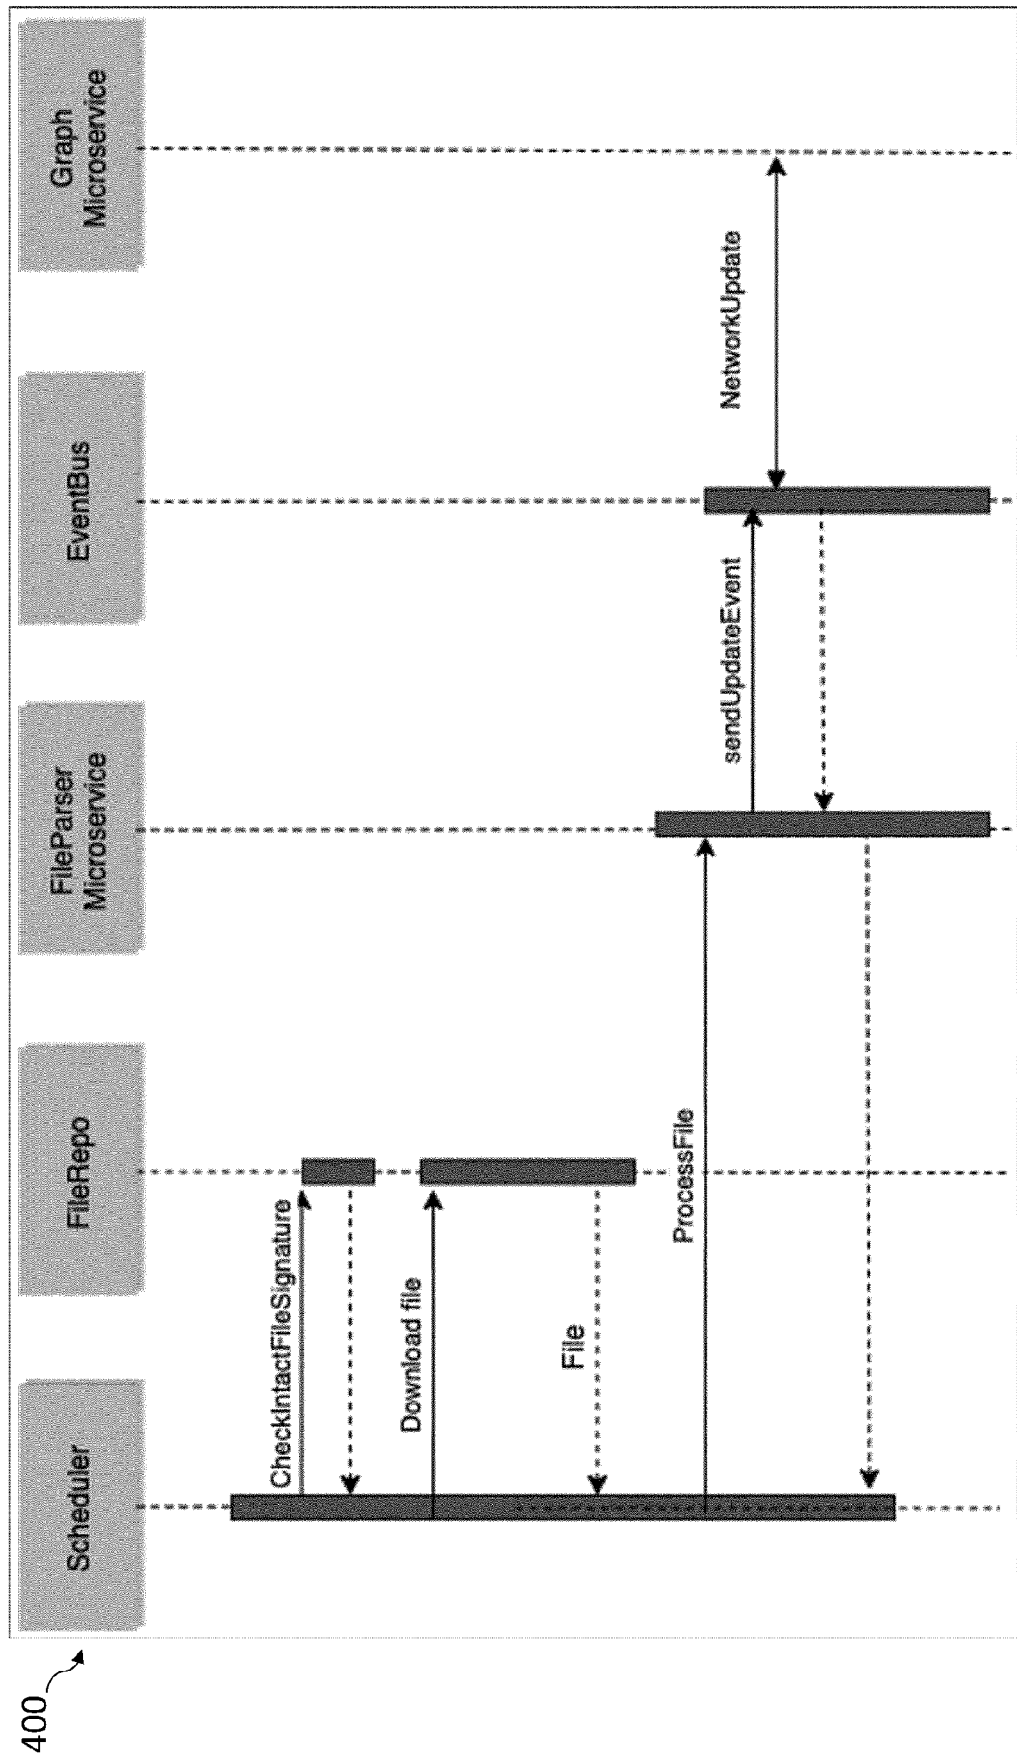 400
Scheduler
FileRepo
FileParser
Microservice
EventBus
Graph
Microservice
CheckIntactFileSignature
Download file
File
ProcessFile
sendUpdateEvent
NetworkUpdate